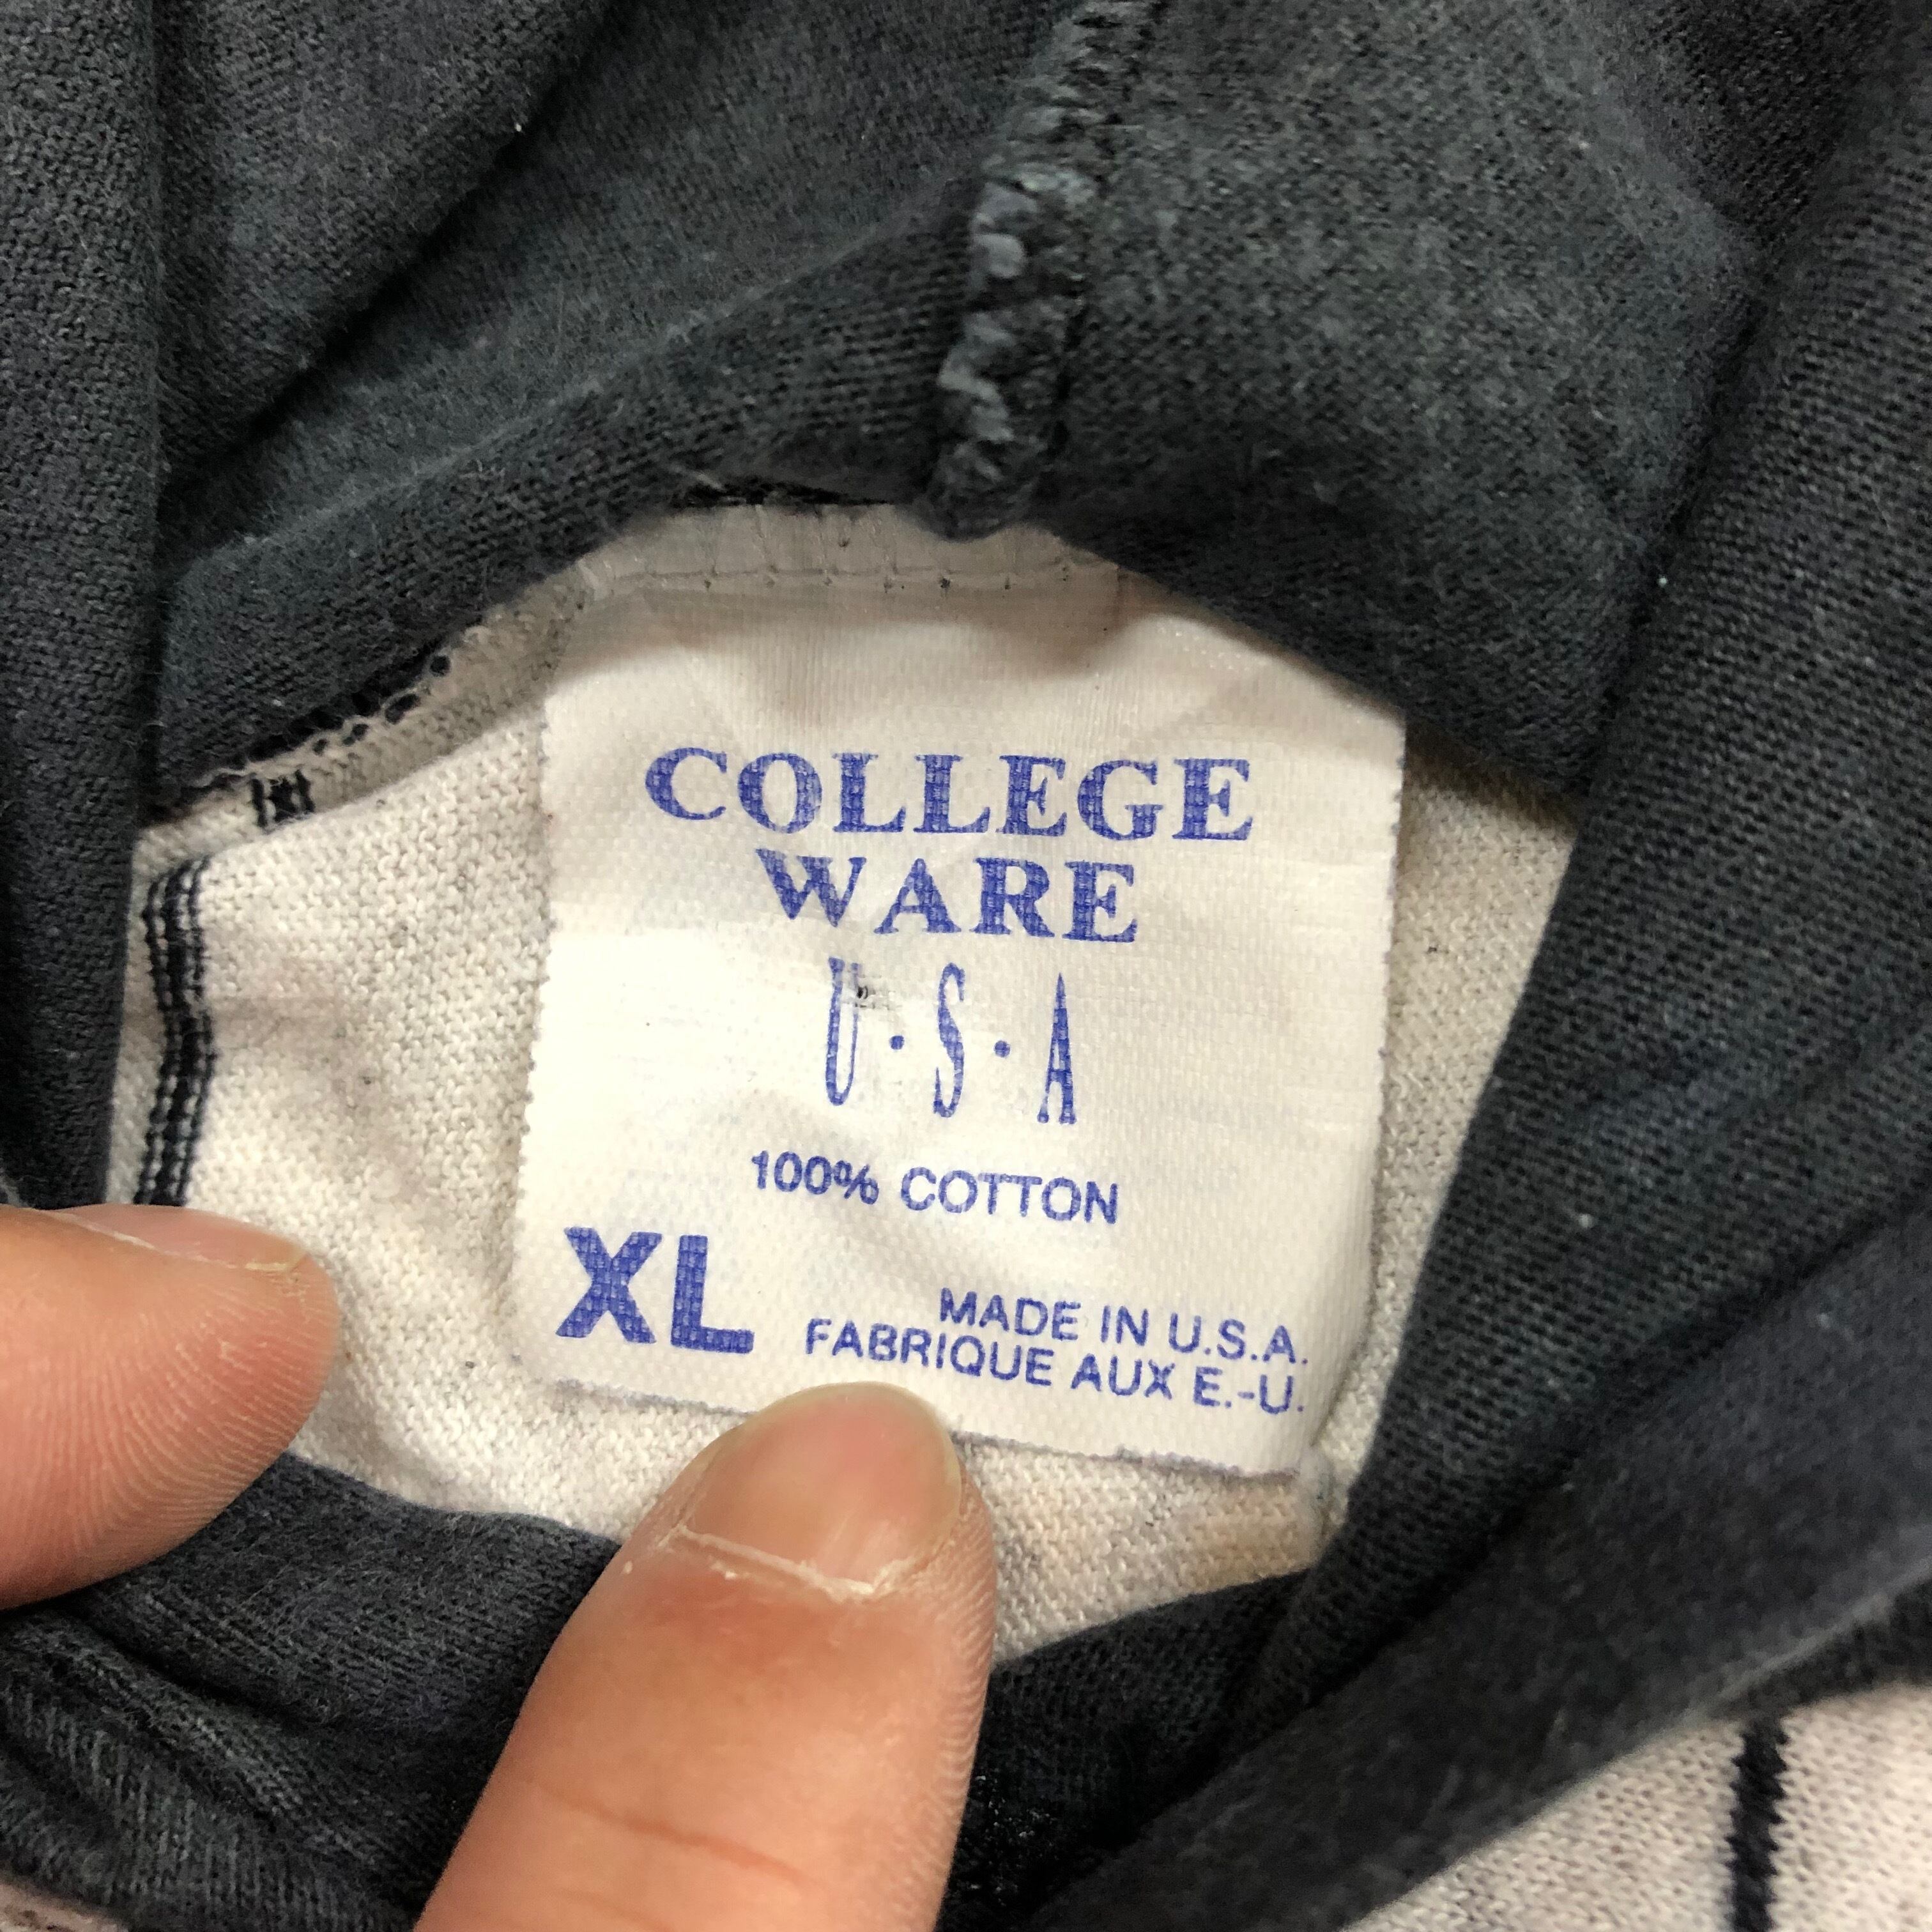 COLLEGE
WARE
U·S·A
100% COTTON
XL
MADE IN U.S.A.
FABRIQUE AUX E.-U.